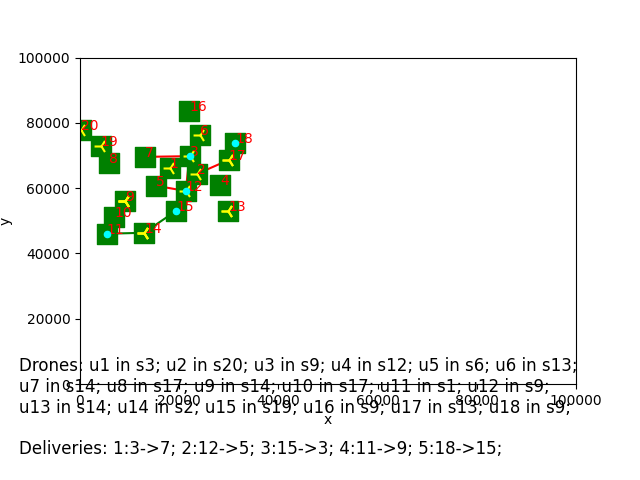 100000
80000
60000
40000
20000
0
y
16
18
19
14
Drones: u1 in s3; u2 in s20; u3 in s9; u4 in s12; u5 in s6; u6 in s13;
u7 in s14; u8 in s17; u9 in s14; u10 in s17; u11 in s1; u12 in s9;
0 20000 40000 60000 80000 100000
u13 in s14; u14 in s2, u15 in s19, u16 in s9; u17 in s13, u18 in s9;
x
Deliveries: 1:3->7; 2:12->5; 3:15->3; 4:11->9; 5:18->15;